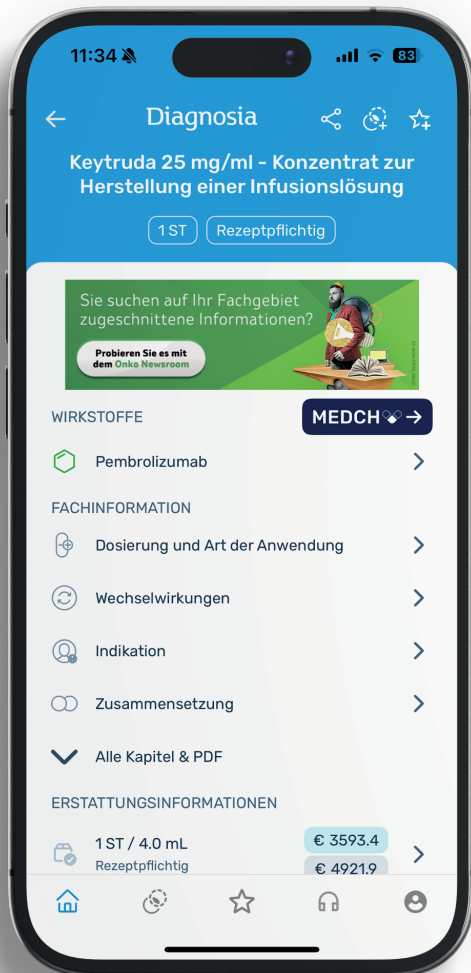 11:34
83
Diagnosia
Keytruda 25 mg/ml - Konzentrat zur
Herstellung einer Infusionslösung
1 ST
Rezeptpflichtig
Sie suchen auf Ihr Fachgebiet
zugeschnittene Informationen?
Probieren Sie es mit
dem Onko Newsroom
WIRKSTOFFE
MEDCH
Pembrolizumab
FACHINFORMATION
Dosierung und Art der Anwendung
Wechselwirkungen
Indikation
Zusammensetzung
Alle Kapitel & PDF
ERSTATTUNGSINFORMATIONEN
1 ST / 4.0 mL
€ 3593.4
Rezeptpflichtig
€ 4921.9